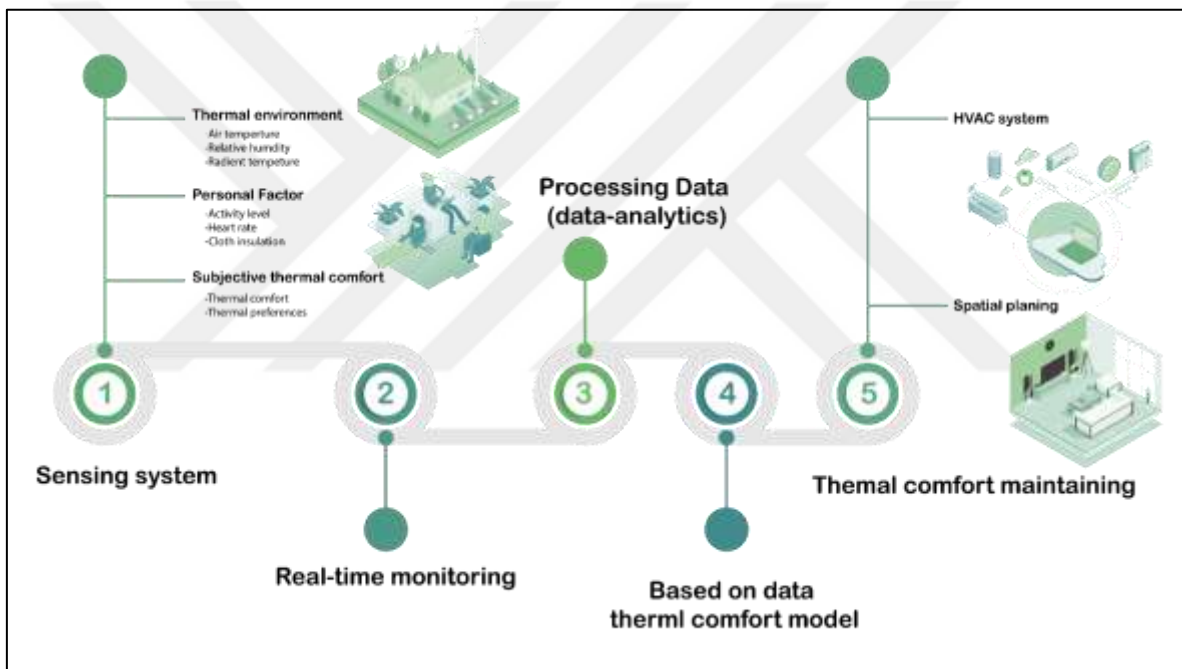 Thermal environment
-Air temperture
-Relative humdity
-Radient tempeture
Personal Factor
-Activity level
-Heart rate
-Cloth insulation
Subjective thermal comfort
-Thermal comfort
-Thermal preferences
1
Sensing system
2
Real-time monitoring
Processing Data
(data-analytics)
3
4
Based on data
therml comfort model
HVAC system
Spatial planing
5
Themal comfort maintaining